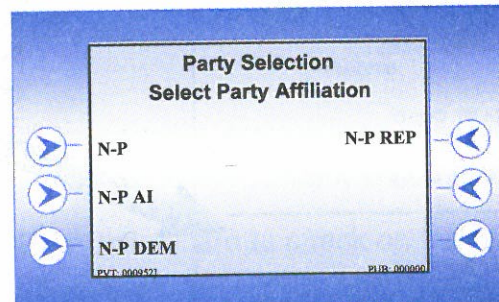 Party Selection
Select Party Affiliation
N-P
N-P REP
N-P AI
N-P DEM
PVT: 0009521
PUB: 000000